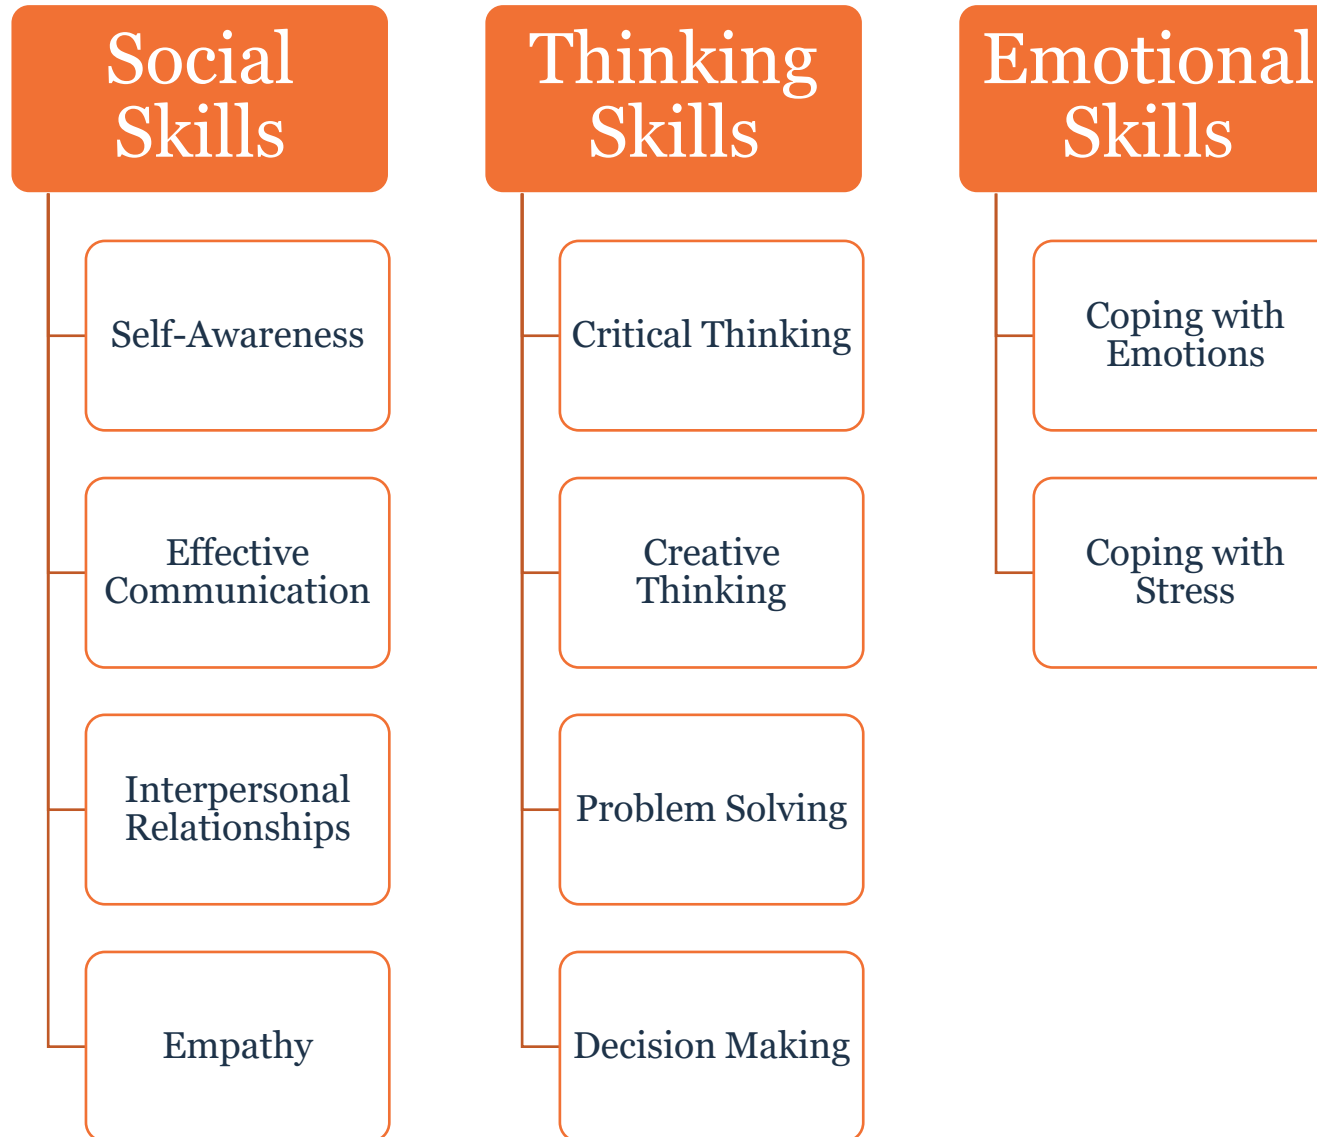 Social
Skills
Self-Awareness
Effective
Communication
Interpersonal
Relationships
Empathy
Thinking
Skills
Critical Thinking
Creative
Thinking
Problem Solving
Decision Making
Emotional
Skills
Coping with
Emotions
Coping with
Stress